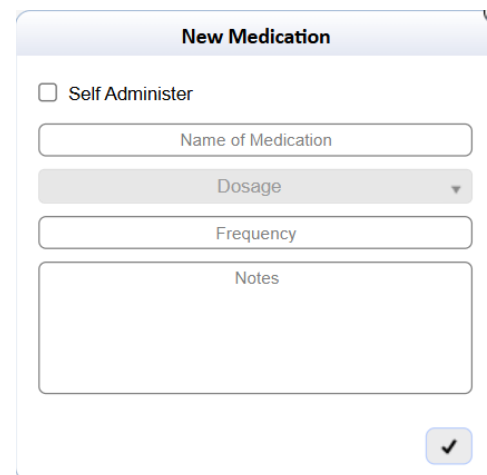 New Medication
Self Administer
Name of Medication
Dosage
Frequency
Notes